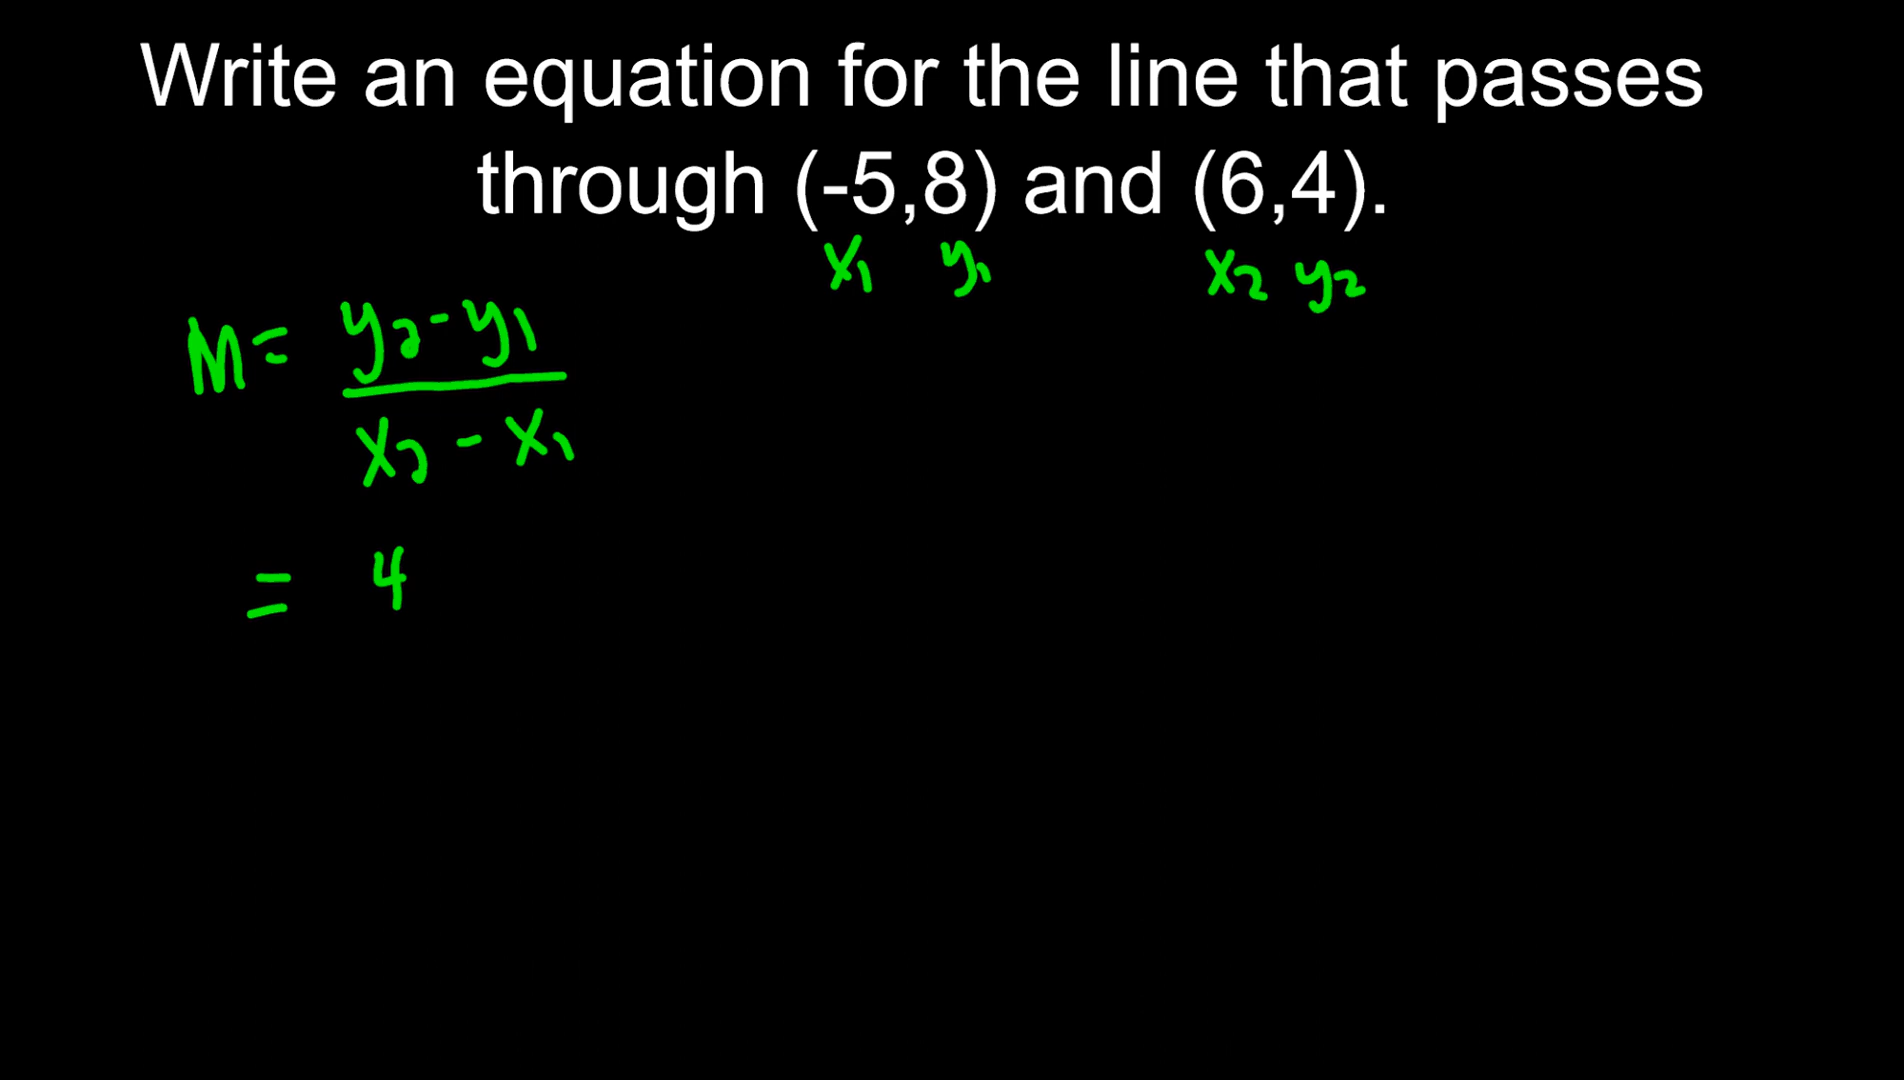 Write an equation for the line that passes
through (-5,8) and (6,4).
x₁ y₁ x₂ y₂
M = y₂ - y₁
x₂ - x₁
= 4